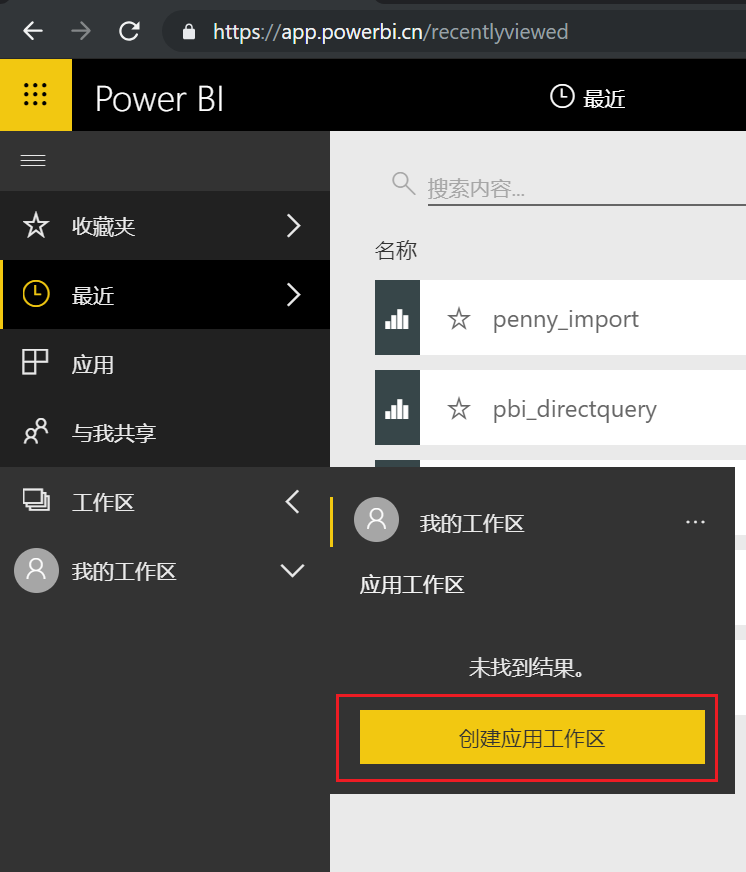 https://app.powerbi.cn/recentlyviewed
Power BI
最近
搜索内容...
收藏夹
名称
最近
penny_import
应用
pbi_directquery
与我共享
工作区
我的工作区
我的工作区
应用工作区
未找到结果。
创建应用工作区